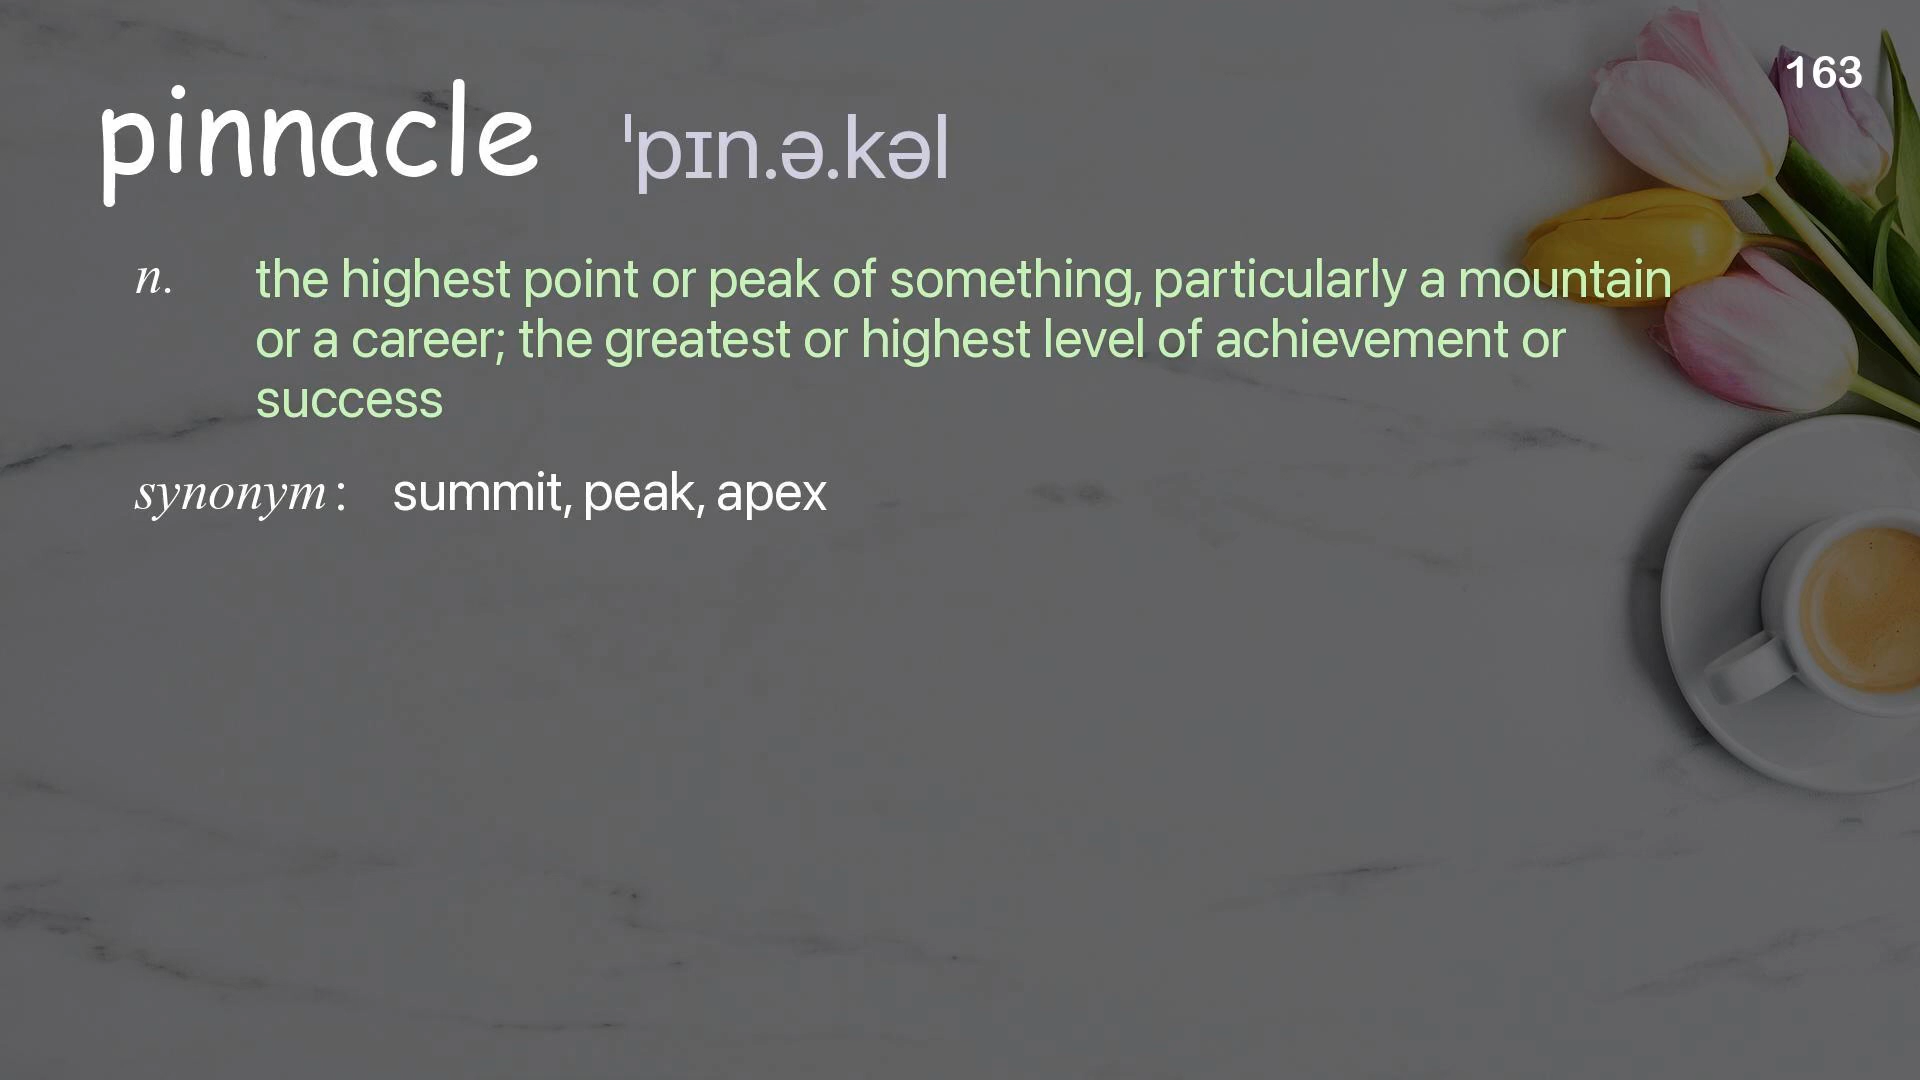 163
pinnacle ˈpɪn.ə.kəl
n. the highest point or peak of something, particularly a mountain
or a career; the greatest or highest level of achievement or
success
synonym: summit, peak, apex